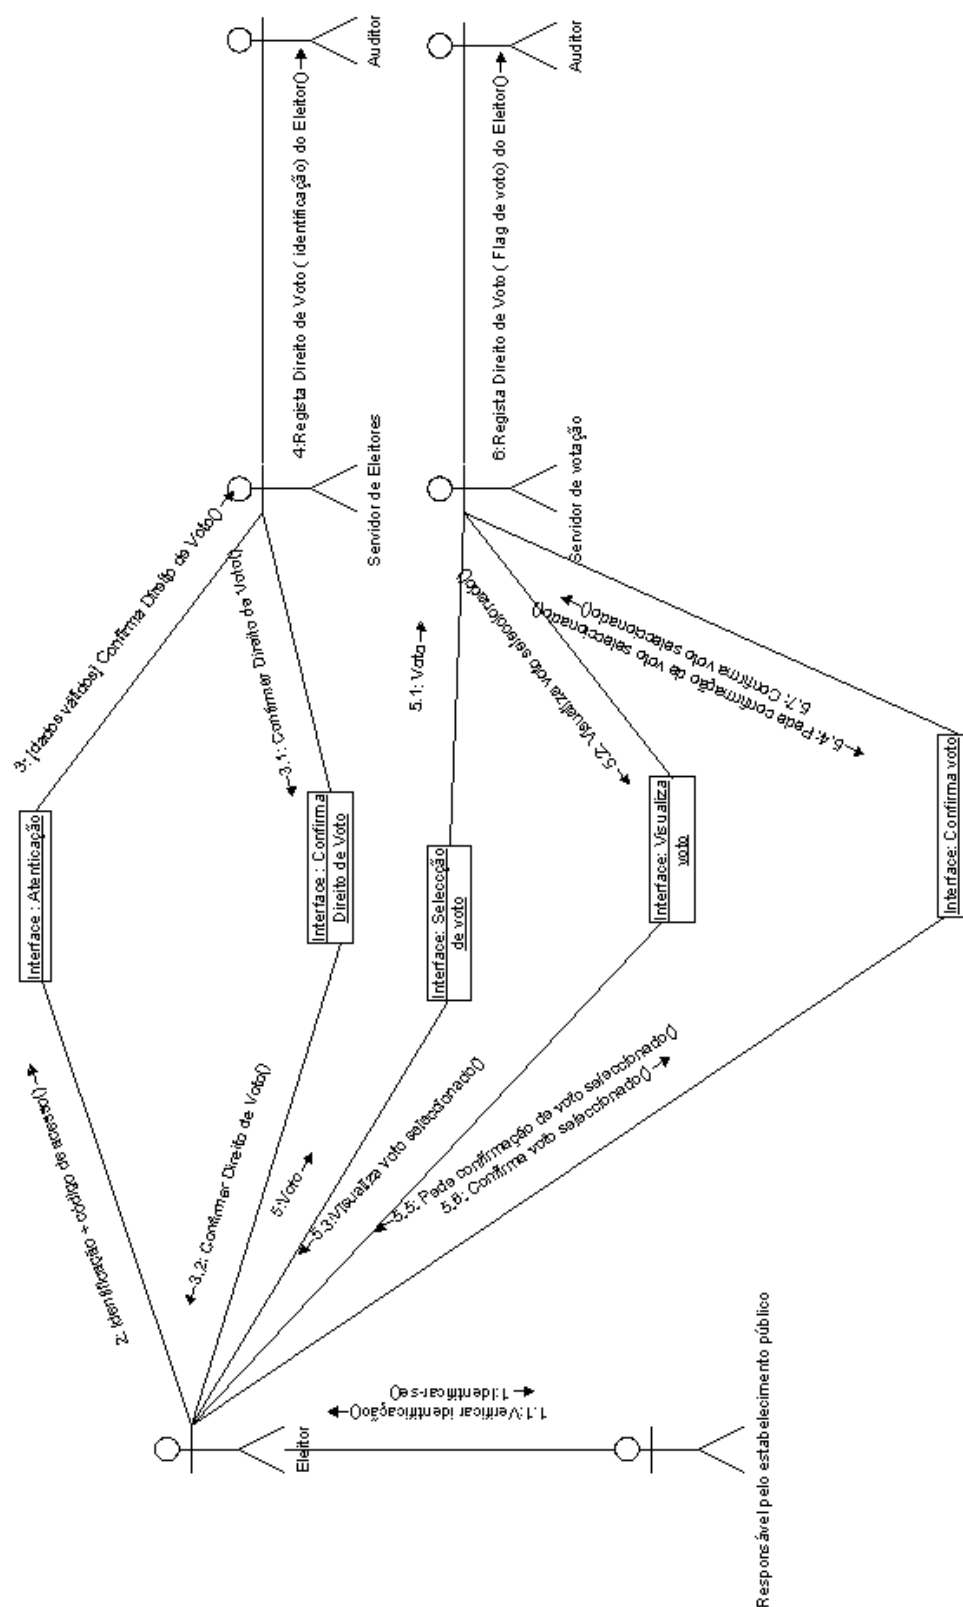 1:Identificar-se()
1.1:Verificar identificação()
Eleitor
Responsável pelo estabelecimento público
2: Identificação + código de acesso()
3.2: Confirmar Direito de Voto()
5:Voto
5.3:Visualiza voto seleccionado()
5.5: Pede confirmação de voto seleccionado()
5.6: Confirma voto seleccionado()
Interface : Atenticação
Interface : Confirma
Direito de Voto
Interface: Selecção
de voto
Interface: Visualiza
voto
Interface: Confirma voto
3: [dados válidos] Confirma Direito de Voto()
3.1: Confirmar Direito de Voto()
5.1: Voto
5.2: Visualiza voto seleccionado()
5.4: Pede confirmação de voto seleccionado()
5.7: Confirma voto seleccionado()
Servidor de Eleitores
Servidor de votação
4:Regista Direito de Voto ( identificação) do Eleitor()
6:Regista Direito de Voto ( Flag de voto) do Eleitor()
Auditor
Auditor